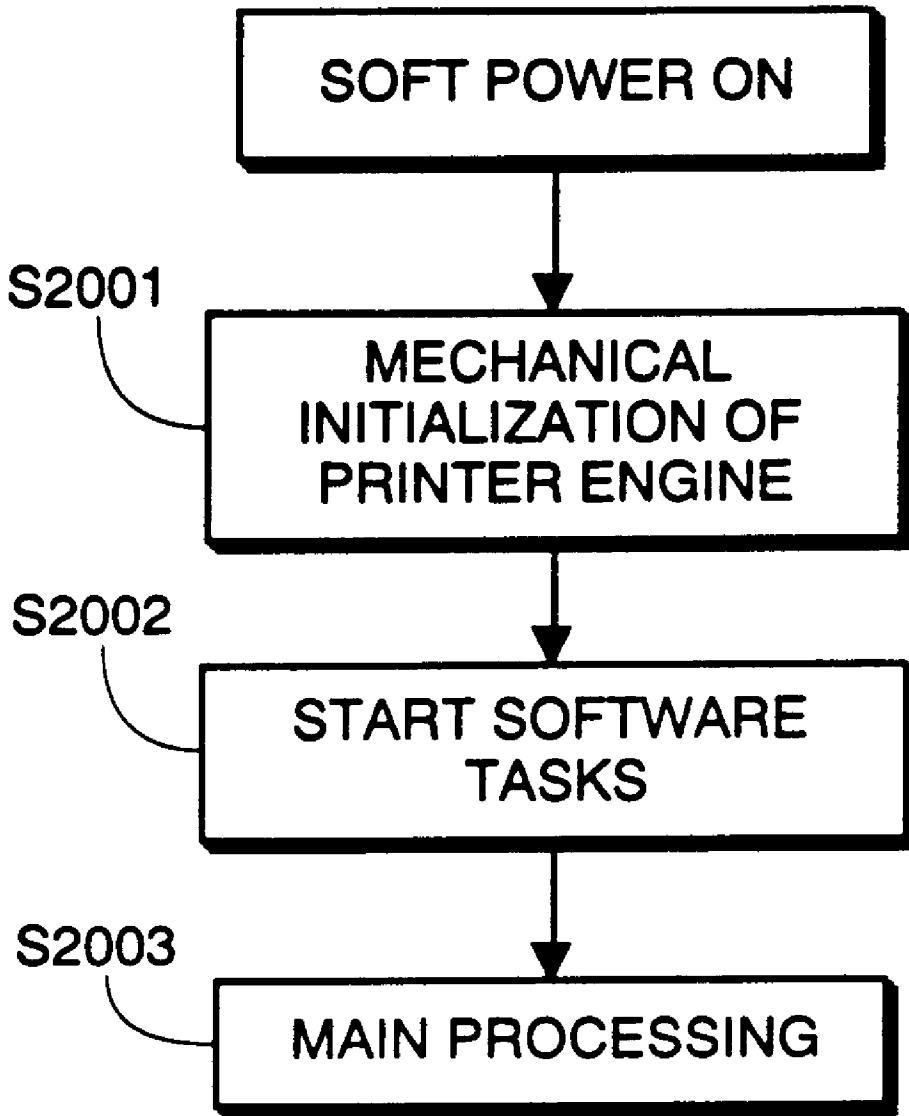 SOFT POWER ON
S2001
MECHANICAL
INITIALIZATION OF
PRINTER ENGINE
S2002
START SOFTWARE
TASKS
S2003
MAIN PROCESSING